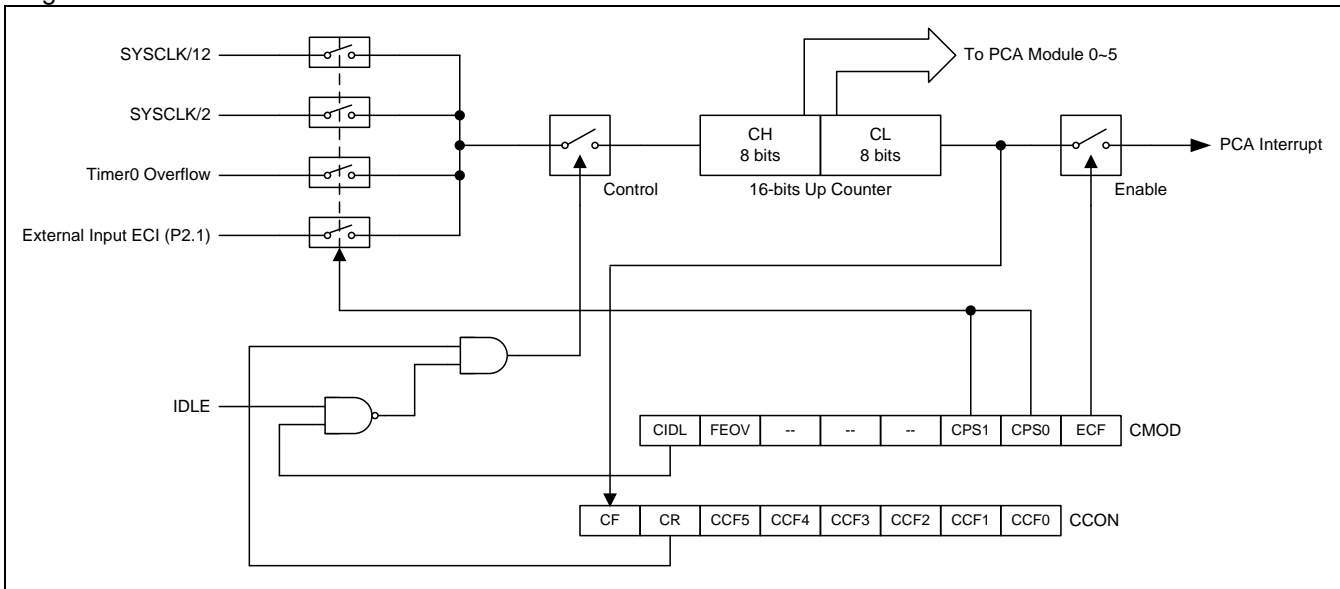 SYSCLK/12
To PCA Module 0~5
SYSCLK/2
CH
8 bits
CL
8 bits
PCA Interrupt
Timer0 Overflow
Control
16-bits Up Counter
Enable
External Input ECI (P2.1)
IDLE
CIDL FEOV -- -- -- CPS1 CPS0 ECF CMOD
CF CR CCF5 CCF4 CCF3 CCF2 CCF1 CCF0 CCON